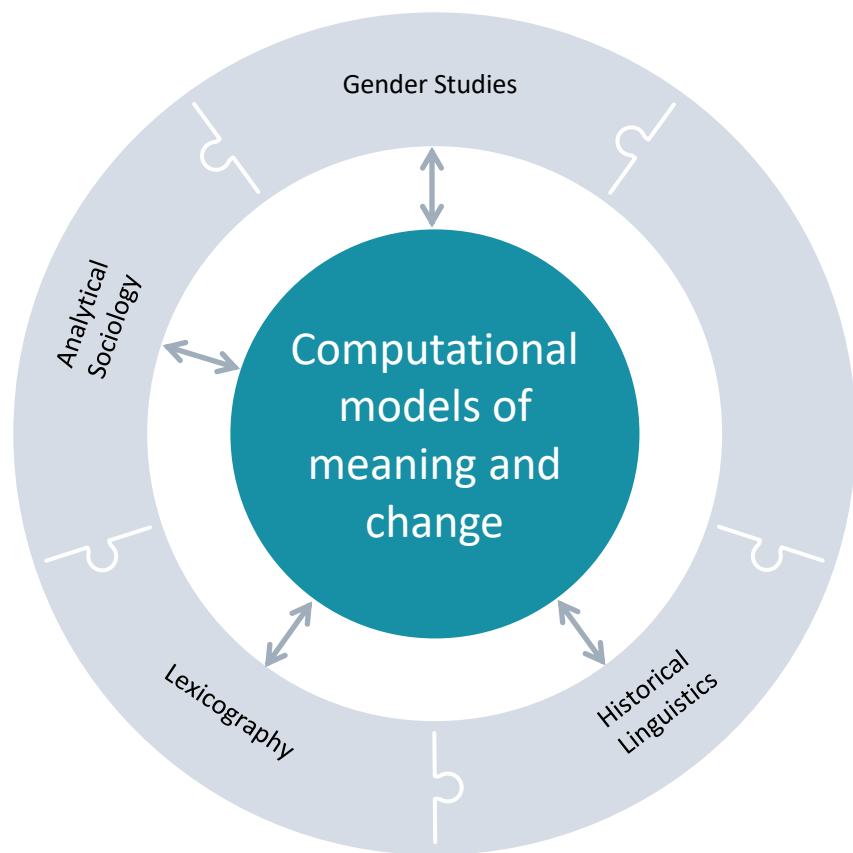 Gender Studies
Analytical
Sociology
Computational
models of
meaning and
change
Lexicography
Historical
Linguistics